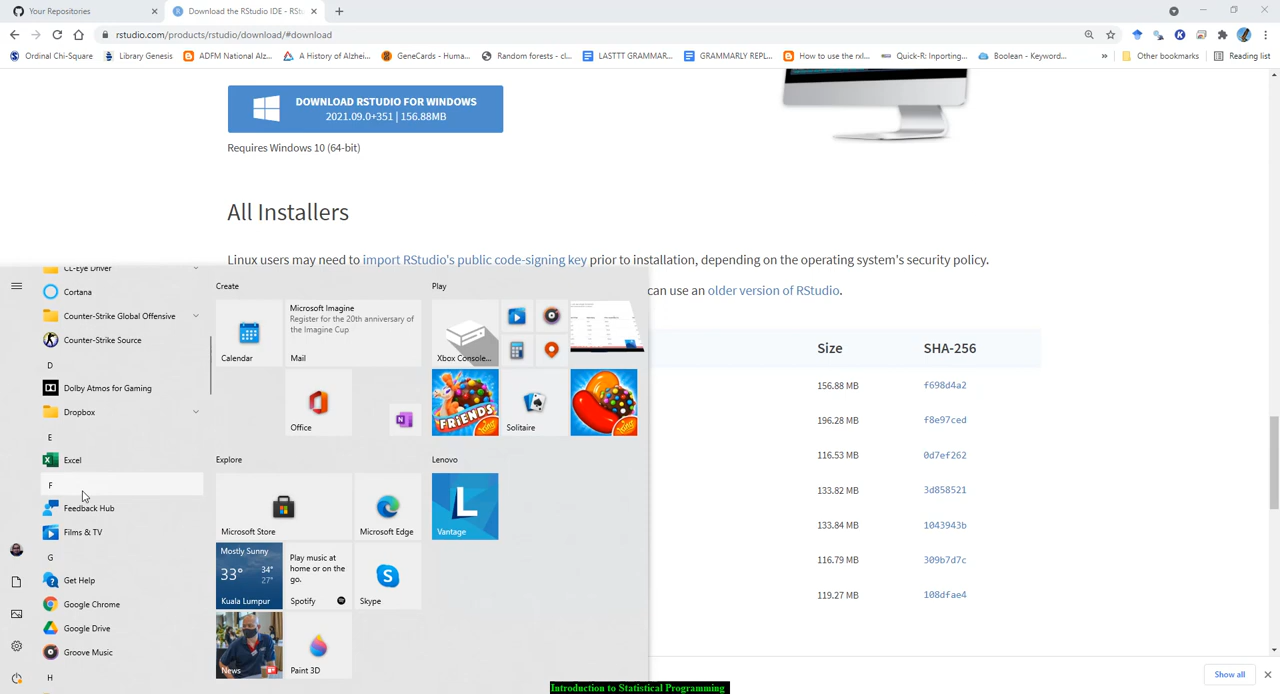 Your Repositories
Download the RStudio IDE - RSt
rstudio.com/products/rstudio/download/#download
Ordinal Chi-Square
Library Genesis
ADFM National Alz...
A History of Alzhei...
GeneCards - Huma...
Random forests - cl...
LASTTT GRAMMAR...
GRAMMARLY REPL...
How to use the rxl...
Quick-R: Inporting...
Boolean - Keyword...
»
Other bookmarks
Reading list
DOWNLOAD RSTUDIO FOR WINDOWS
2021.09.0+351 | 156.88MB
Requires Windows 10 (64-bit)
All Installers
Linux users may need to import RStudio's public code-signing key prior to installation, depending on the operating system's security policy.
can use an older version of RStudio.
Size SHA-256
156.88 MB f698d4a2
196.28 MB f8e97ced
116.53 MB 0d7ef262
133.82 MB 3d858521
133.84 MB 1043943b
116.79 MB 309b7d7c
119.27 MB 108dfae4
CL-Eye Driver
Cortana
Counter-Strike Global Offensive
Counter-Strike Source
D
Dolby Atmos for Gaming
Dropbox
E
Excel
F
Feedback Hub
Films & TV
G
Get Help
Google Chrome
Google Drive
Groove Music
H
Create
Calendar
Microsoft Imagine
Register for the 20th anniversary of
the Imagine Cup
Mail
Office
Play
Xbox Console...
FRIENDS
Solitaire
Explore
Microsoft Store
Microsoft Edge
Mostly Sunny
33° 34°
27°
Kuala Lumpur
Play music at
home or on the
go.
Spotify
Skype
News
Paint 3D
Lenovo
L
Vantage
Show all
Introduction to Statistical Programming